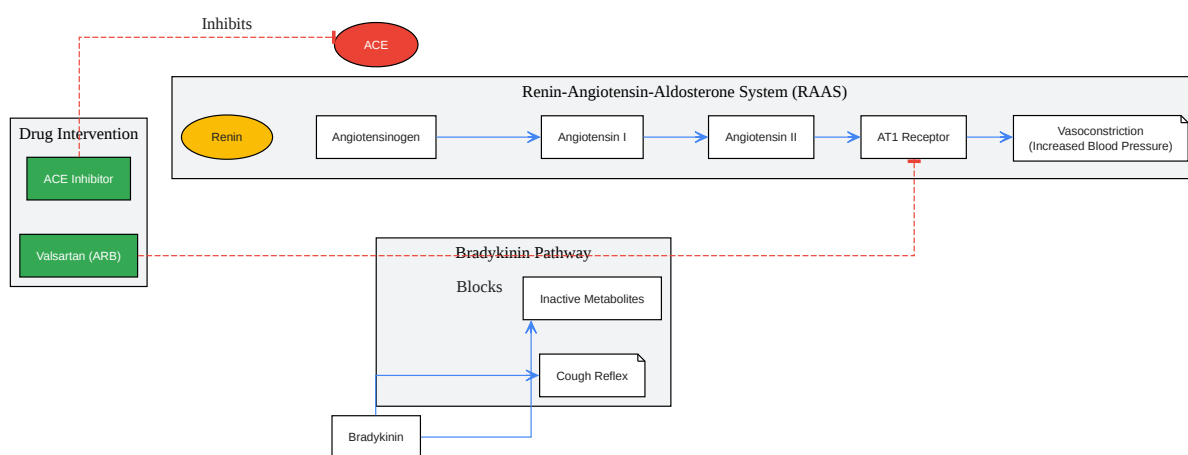 Inhibits
ACE
Renin-Angiotensin-Aldosterone System (RAAS)
Drug Intervention
Renin
Angiotensinogen
Angiotensin I
Angiotensin II
AT1 Receptor
Vasoconstriction
(Increased Blood Pressure)
ACE Inhibitor
Valsartan (ARB)
Bradykinin Pathway
Blocks
Inactive Metabolites
Cough Reflex
Bradykinin